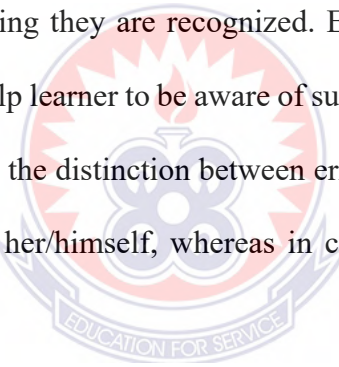 ing they are recognized. E
lp learner to be aware of su
the distinction between er
her/himself, whereas in c
EDUCATION FOR SERVICE